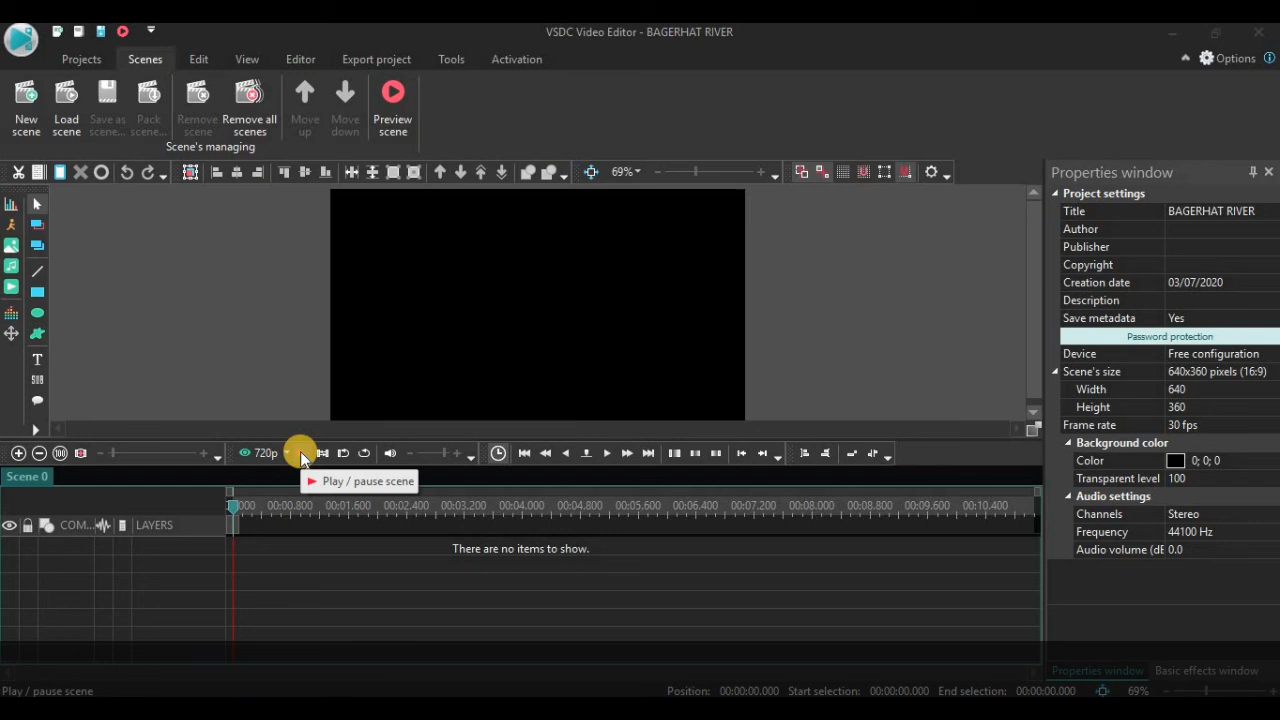 VSDC Video Editor - BAGERHAT RIVER
Projects
Scenes
Edit
View
Editor
Export project
Tools
Activation
Options
New scene
Load scene
Save as scene...
Pack scene...
Remove scene
Remove all scenes
Move up
Move down
Preview scene
Scene's managing
69%
Properties window
Project settings
Title BAGERHAT RIVER
Author
Publisher
Copyright
Creation date 03/07/2020
Description
Save metadata Yes
Password protection
Device Free configuration
Scene's size 640x360 pixels (16:9)
Width 640
Height 360
Frame rate 30 fps
Background color
Color 0; 0; 0
Transparent level 100
Audio settings
Channels Stereo
Frequency 44100 Hz
Audio volume (dB 0.0
T
SUB
720p
Play / pause scene
Scene 0
000 00:00.800 00:01.600 00:02.400 00:03.200 00:04.000 00:04.800 00:05.600 00:06.400 00:07.200 00:08.000 00:08.800 00:09.600 00:10.400
COM... LAYERS
There are no items to show.
Properties window
Basic effects window
Play / pause scene
Position: 00:00:00.000 Start selection: 00:00:00.000 End selection: 00:00:00.000 69%